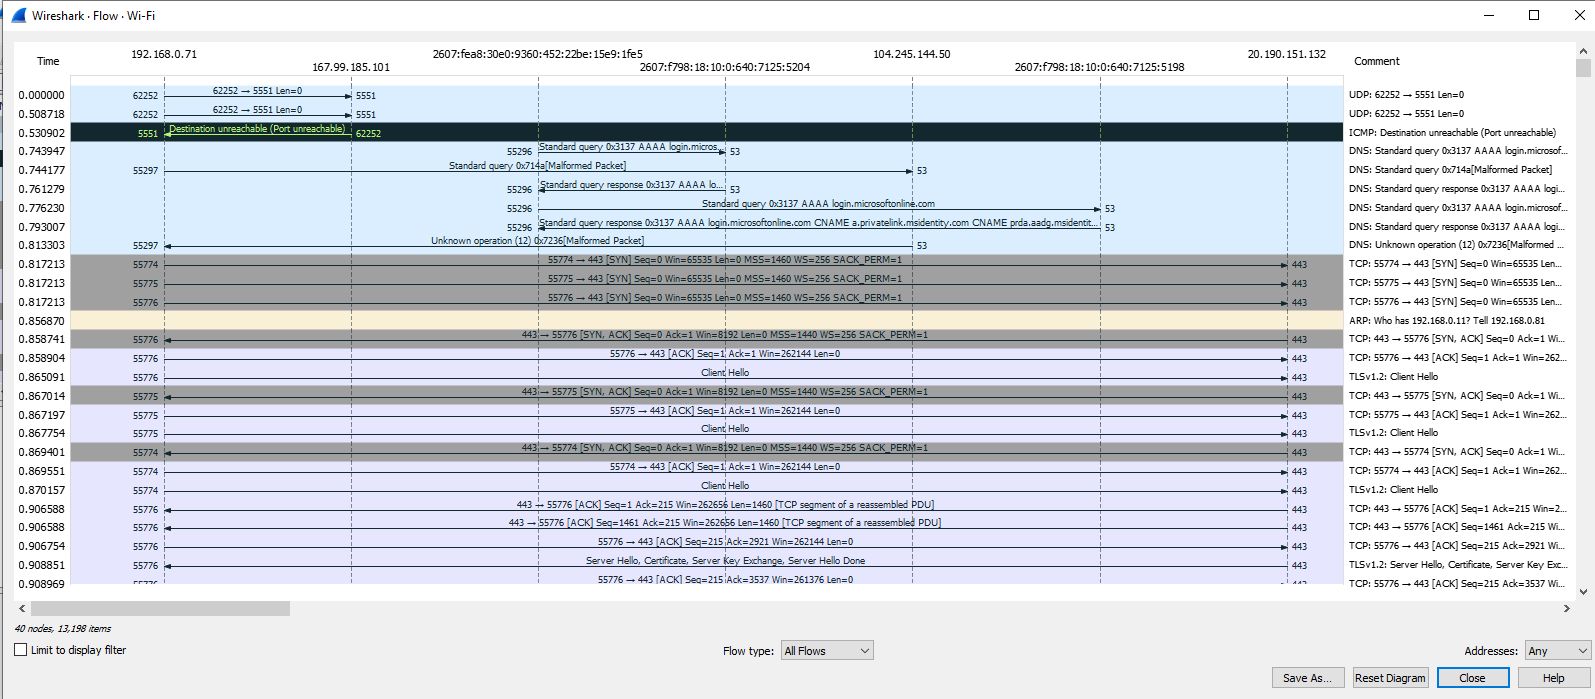 Wireshark · Flow · Wi-Fi
192.168.0.71 2607:fea8:30e0:9360:452:22be:15e9:1fe5 104.245.144.50 20.190.151.132
Time 167.99.185.101 2607:f798:18:10:0:640:7125:5204 2607:f798:18:10:0:640:7125:5198 Comment
0.000000 62252 62252 → 5551 Len=0 5551 UDP: 62252 → 5551 Len=0
0.508718 62252 62252 → 5551 Len=0 5551 UDP: 62252 → 5551 Len=0
0.530902 5551 Destination unreachable (Port unreachable) 62252 ICMP: Destination unreachable (Port unreachable)
0.743947 55296 Standard query 0x3137 AAAA login.micros... 53 DNS: Standard query 0x3137 AAAA login.microsof...
0.744177 55297 Standard query 0x714a[Malformed Packet] 53 DNS: Standard query 0x714a[Malformed Packet]
0.761279 55296 Standard query response 0x3137 AAAA lo... 53 DNS: Standard query response 0x3137 AAAA logi...
0.776230 55296 Standard query 0x3137 AAAA login.microsoftonline.com 53 DNS: Standard query 0x3137 AAAA login.microsof...
0.793007 55296 Standard query response 0x3137 AAAA login.microsoftonline.com CNAME a.privatelink.msidentity.com CNAME prda.aadg.msidentit... 53 DNS: Standard query response 0x3137 AAAA logi...
0.813303 55297 Unknown operation (12) 0x7236[Malformed Packet] 53 DNS: Unknown operation (12) 0x7236[Malformed ...
0.817213 55774 55774 → 443 [SYN] Seq=0 Win=65535 Len=0 MSS=1460 WS=256 SACK_PERM=1 443 TCP: 55774 → 443 [SYN] Seq=0 Win=65535 Len...
0.817213 55775 55775 → 443 [SYN] Seq=0 Win=65535 Len=0 MSS=1460 WS=256 SACK_PERM=1 443 TCP: 55775 → 443 [SYN] Seq=0 Win=65535 Len...
0.817213 55776 55776 → 443 [SYN] Seq=0 Win=65535 Len=0 MSS=1460 WS=256 SACK_PERM=1 443 TCP: 55776 → 443 [SYN] Seq=0 Win=65535 Len...
0.856870 ARP: Who has 192.168.0.11? Tell 192.168.0.81
0.858741 55776 443 → 55776 [SYN, ACK] Seq=0 Ack=1 Win=8192 Len=0 MSS=1440 WS=256 SACK_PERM=1 443 TCP: 443 → 55776 [SYN, ACK] Seq=0 Ack=1 Wi...
0.858904 55776 55776 → 443 [ACK] Seq=1 Ack=1 Win=262144 Len=0 443 TCP: 55776 → 443 [ACK] Seq=1 Ack=1 Win=262...
0.865091 55776 Client Hello 443 TLSv1.2: Client Hello
0.867014 55775 443 → 55775 [SYN, ACK] Seq=0 Ack=1 Win=8192 Len=0 MSS=1440 WS=256 SACK_PERM=1 443 TCP: 443 → 55775 [SYN, ACK] Seq=0 Ack=1 Wi...
0.867197 55775 55775 → 443 [ACK] Seq=1 Ack=1 Win=262144 Len=0 443 TCP: 55775 → 443 [ACK] Seq=1 Ack=1 Win=262...
0.867754 55775 Client Hello 443 TLSv1.2: Client Hello
0.869401 55774 443 → 55774 [SYN, ACK] Seq=0 Ack=1 Win=8192 Len=0 MSS=1440 WS=256 SACK_PERM=1 443 TCP: 443 → 55774 [SYN, ACK] Seq=0 Ack=1 Wi...
0.869551 55774 55774 → 443 [ACK] Seq=1 Ack=1 Win=262144 Len=0 443 TCP: 55774 → 443 [ACK] Seq=1 Ack=1 Win=262...
0.870157 55774 Client Hello 443 TLSv1.2: Client Hello
0.906588 55776 443 → 55776 [ACK] Seq=1 Ack=215 Win=262656 Len=1460 [TCP segment of a reassembled PDU] 443 TCP: 443 → 55776 [ACK] Seq=1 Ack=215 Win=2...
0.906588 55776 443 → 55776 [ACK] Seq=1461 Ack=215 Win=262656 Len=1460 [TCP segment of a reassembled PDU] 443 TCP: 443 → 55776 [ACK] Seq=1461 Ack=215 Wi...
0.906754 55776 55776 → 443 [ACK] Seq=215 Ack=2921 Win=262144 Len=0 443 TCP: 55776 → 443 [ACK] Seq=215 Ack=2921 Win...
0.908851 55776 Server Hello, Certificate, Server Key Exchange, Server Hello Done 443 TLSv1.2: Server Hello, Certificate, Server Key Exc...
0.908969 55776 55776 → 443 [ACK] Seq=215 Ack=3537 Win=261376 Len=0 443 TCP: 55776 → 443 [ACK] Seq=215 Ack=3537 Wi...
40 nodes, 13,198 items
Limit to display filter Flow type: All Flows Addresses: Any
Save As... Reset Diagram Close Help